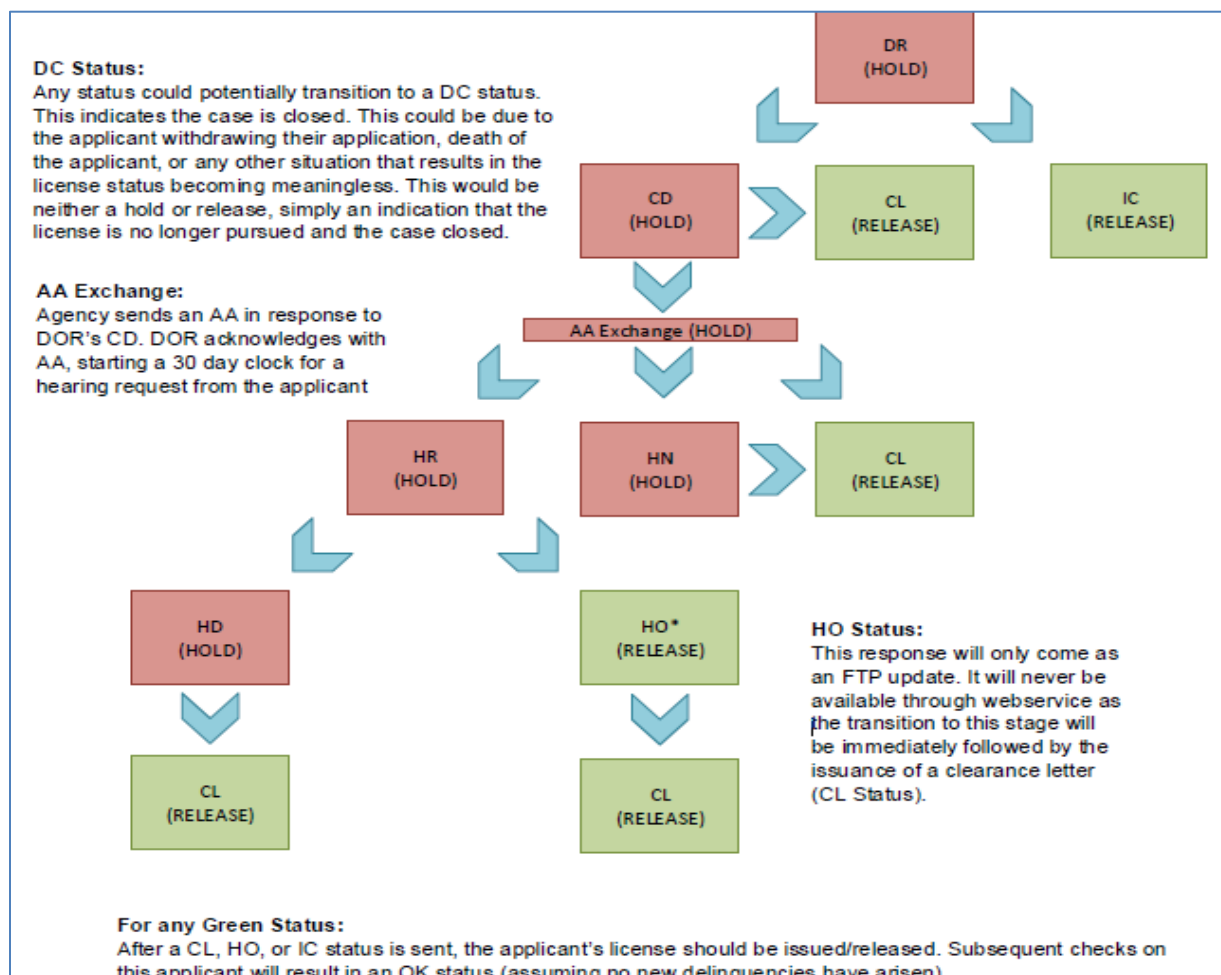 DR
(HOLD)
DC Status:
Any status could potentially transition to a DC status.
This indicates the case is closed. This could be due to
the applicant withdrawing their application, death of
the applicant, or any other situation that results in the
license status becoming meaningless. This would be
neither a hold or release, simply an indication that the
license is no longer pursued and the case closed.
CD
(HOLD)
CL
(RELEASE)
IC
(RELEASE)
AA Exchange:
Agency sends an AA in response to
DOR's CD. DOR acknowledges with
AA, starting a 30 day clock for a
hearing request from the applicant
AA Exchange (HOLD)
HR
(HOLD)
HN
(HOLD)
CL
(RELEASE)
HD
(HOLD)
HO*
(RELEASE)
HO Status:
This response will only come as
an FTP update. It will never be
available through webservice as
the transition to this stage will
be immediately followed by the
issuance of a clearance letter
(CL Status).
CL
(RELEASE)
CL
(RELEASE)
For any Green Status:
After a CL, HO, or IC status is sent, the applicant's license should be issued/released. Subsequent checks on
this applicant will result in an OK status (assuming no new delinquencies have arisen)